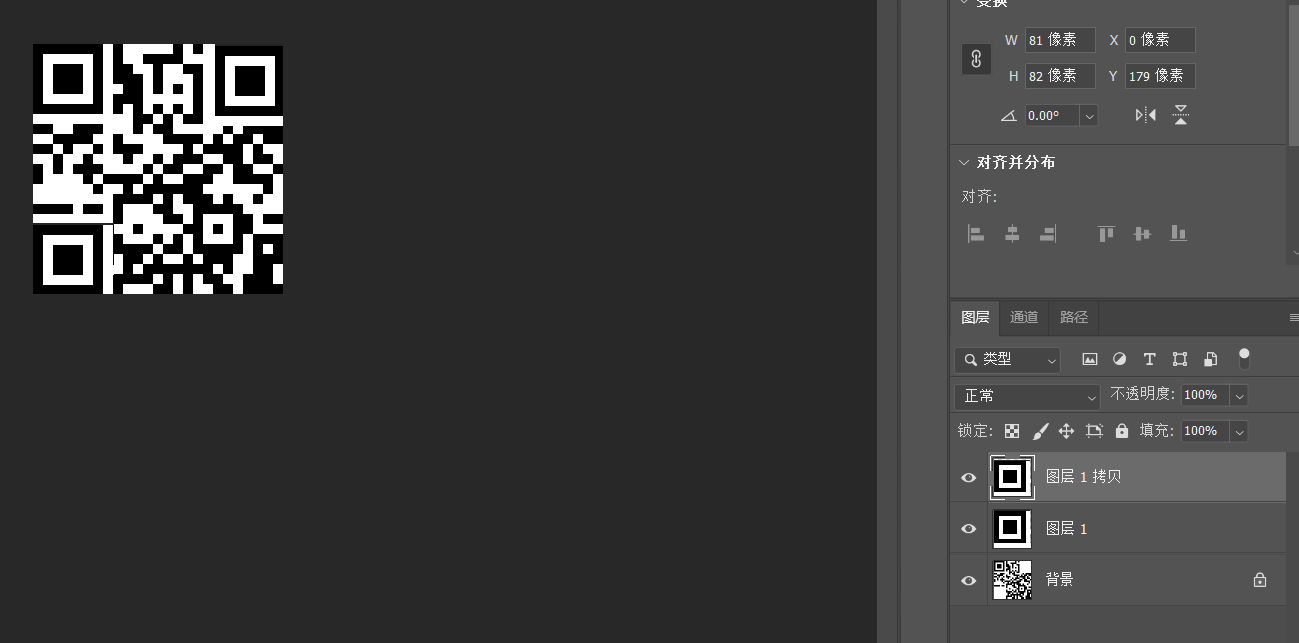 变换
W 81 像素 X 0 像素
H 82 像素 Y 179 像素
0.00°
对齐并分布
对齐:
图层 通道 路径
类型
正常 不透明度: 100%
锁定: 填充: 100%
图层 1 拷贝
图层 1
背景